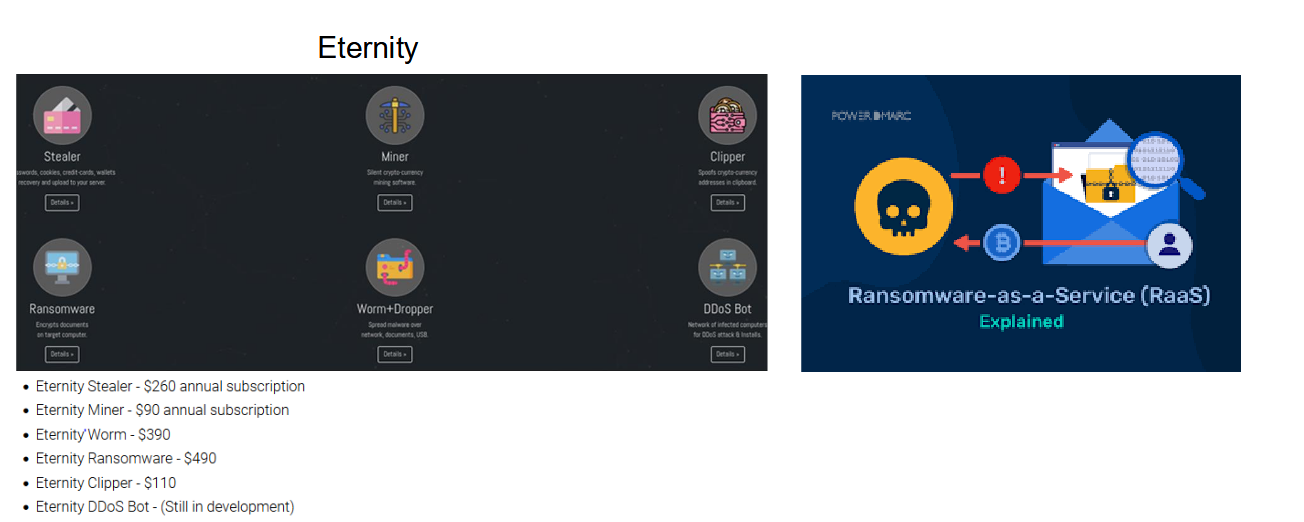 Eternity
Stealer
Miner
Clipper
sswords, cookies, credit-cards, wallets
recovery and upload to your server.
Silent crypto-currency
mining software.
Spoofs crypto-currency
addresses in clipboard.
Details »
Details »
Details »
Ransomware
Worm+Dropper
DDoS Bot
Encrypts documents
on target computer.
Spread malware over
network, documents, USB.
Network of infected computers
for DDoS attack & Installs.
Details »
Details »
Details »
POWER DMARC
Ransomware-as-a-Service (RaaS)
Explained
• Eternity Stealer - $260 annual subscription
• Eternity Miner - $90 annual subscription
• Eternity Worm - $390
• Eternity Ransomware - $490
• Eternity Clipper - $110
• Eternity DDoS Bot - (Still in development)